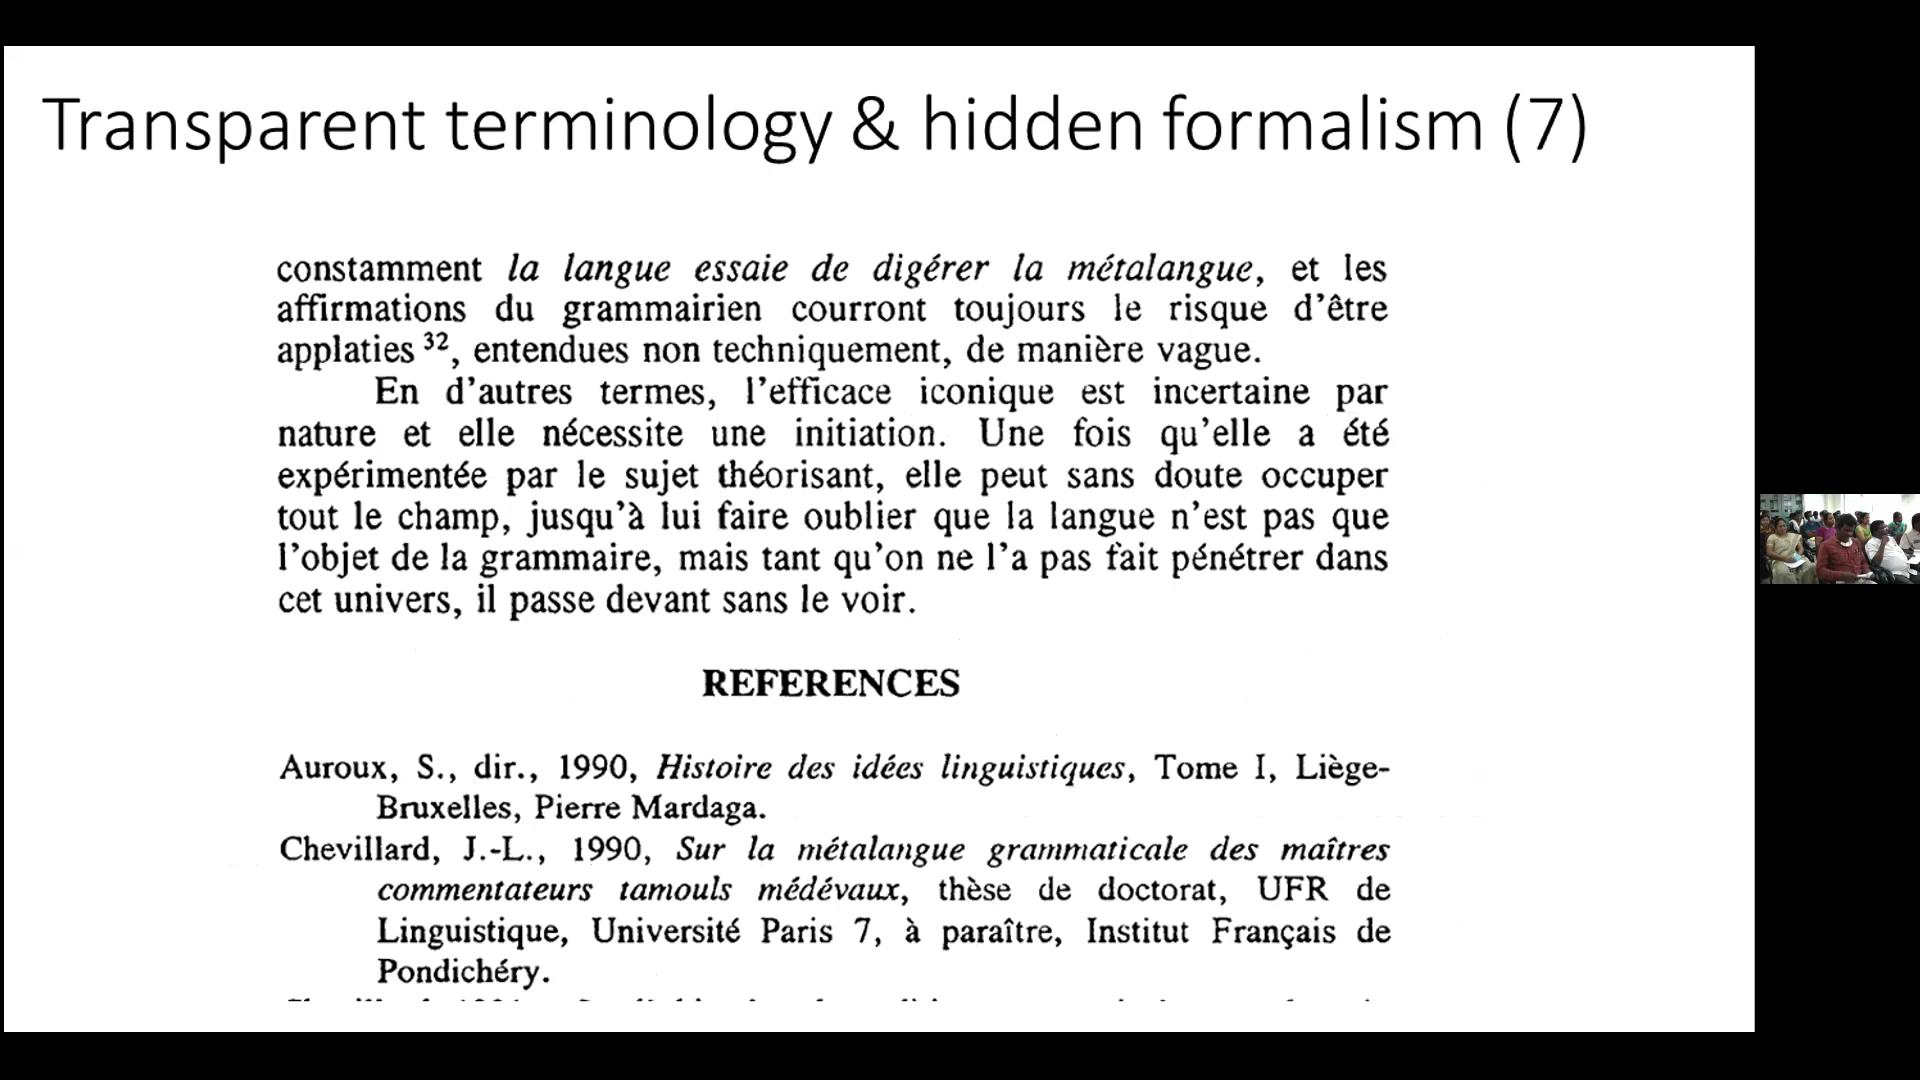 Transparent terminology & hidden formalism (7)
constamment la langue essaie de digérer la métalangue, et les
affirmations du grammairien courront toujours le risque d'être
applaties 32, entendues non techniquement, de manière vague.
En d'autres termes, l'efficace iconique est incertaine par
nature et elle nécessite une initiation. Une fois qu'elle a été
expérimentée par le sujet théorisant, elle peut sans doute occuper
tout le champ, jusqu'à lui faire oublier que la langue n'est pas que
l'objet de la grammaire, mais tant qu'on ne l'a pas fait pénétrer dans
cet univers, il passe devant sans le voir.
REFERENCES
Auroux, S., dir., 1990, Histoire des idées linguistiques, Tome I, Liège-
Bruxelles, Pierre Mardaga.
Chevillard, J.-L., 1990, Sur la métalangue grammaticale des maîtres
commentateurs tamouls médévaux, thèse de doctorat, UFR de
Linguistique, Université Paris 7, à paraître, Institut Français de
Pondichéry.